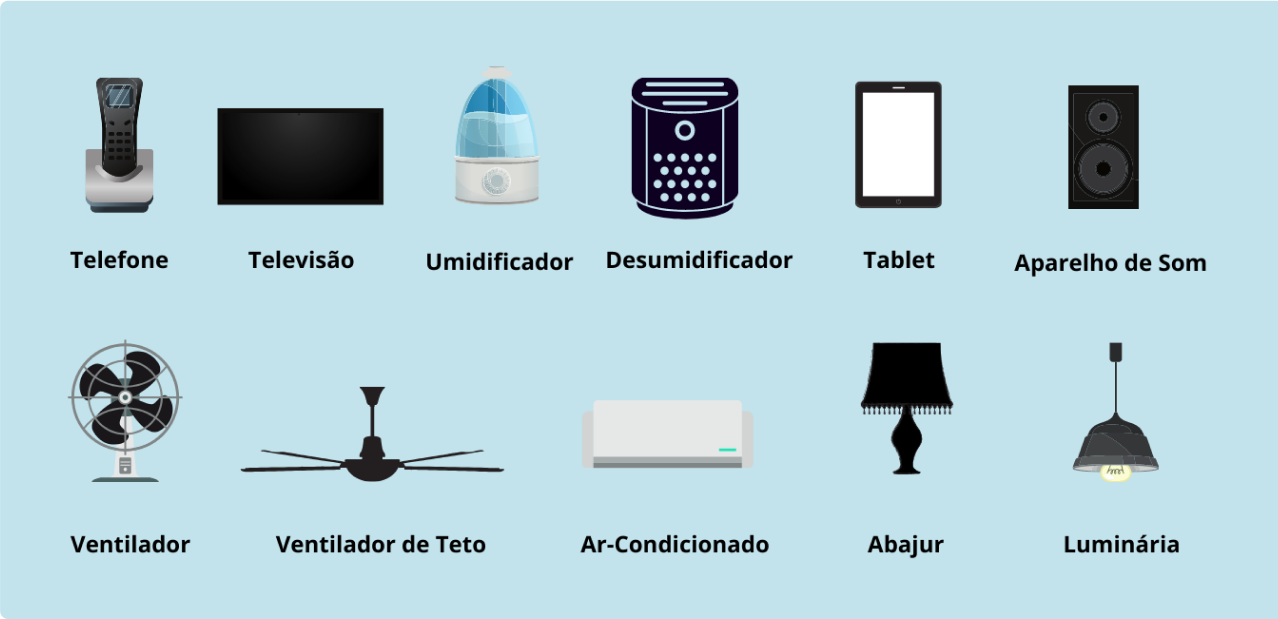 Telefone
Televisão
Umidificador
Desumidificador
Tablet
Aparelho de Som
Ventilador
Ventilador de Teto
Ar-Condicionado
Abajur
Luminária